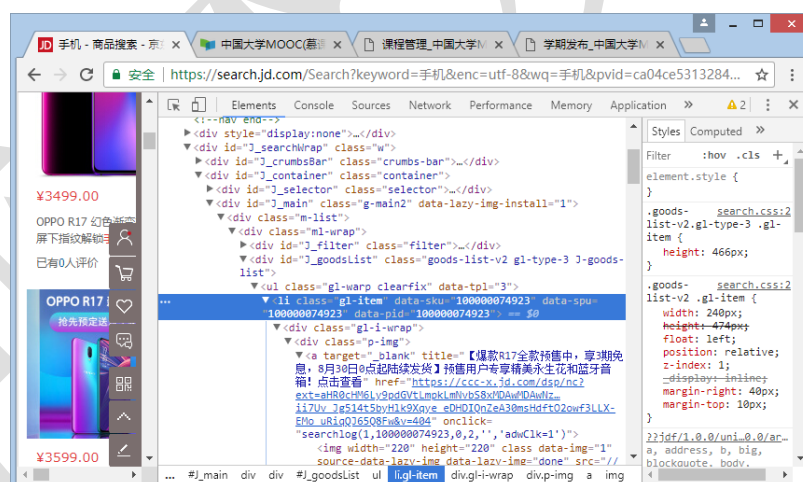 JD 手机 - 商品搜索 - 京东
中国大学MOOC(慕课
课程管理_中国大学M
学期发布_中国大学M
安全 | https://search.jd.com/Search?keyword=手机&enc=utf-8&wq=手机&pvid=ca04ce5313284...
Elements Console Sources Network Performance Memory Application » 2
<!--nav end-->
<div style="display:none">…</div>
<div id="J_searchWrap" class="w">
<div id="J_crumbsBar" class="crumbs-bar">…</div>
<div id="J_container" class="container">
<div id="J_selector" class="selector">…</div>
<div id="J_main" class="g-main2" data-lazy-img-install="1">
<div class="m-list">
<div class="ml-wrap">
<div id="J_filter" class="filter">…</div>
<div id="J_goodsList" class="goods-list-v2 gl-type-3 J-goods-
list">
<ul class="gl-warp clearfix" data-tpl="3">
... <li class="gl-item" data-sku="100000074923" data-spu=
"100000074923" data-pid="100000074923"> == $0
<div class="gl-i-wrap">
<div class="p-img">
<a target="_blank" title="【爆款R17全款预售中，享3期免
息，8月30日0点起陆续发货】预售用户专享精美永生花和蓝牙音
箱！点击查看" href="https://ccc-x.jd.com/dsp/nc?
ext=aHR0cHM6Ly9pdGVtLmpkLmNvbS8xMDAwMDAwNz…
onclick=
"searchlog(1,100000074923,0,2,'','adwClk=1')">
<img width="220" height="220" class data-img="1"
source-data-lazy-img data-lazy-img="done" src="//
... #J_main div div #J_goodsList ul li.gl-item div.gl-i-wrap div.p-img a img
Styles Computed »
Filter :hov .cls +
element.style {
}
.goods- search.css:2
list-v2.gl-type-3 .gl-
item {
height: 466px;
}
.goods- search.css:2
list-v2 .gl-item {
width: 240px;
height: 474px;
float: left;
position: relative;
z-index: 1;
_display: inline;
margin-right: 40px;
margin-top: 10px;
}
??jdf/1.0.0/uni…0.0/ar…
a, address, b, big,
blockquote, body,
¥3499.00
OPPO R17 幻色渐变
屏下指纹解锁
已有0人评价
OPPO R17
抢先预定送
¥3599.00